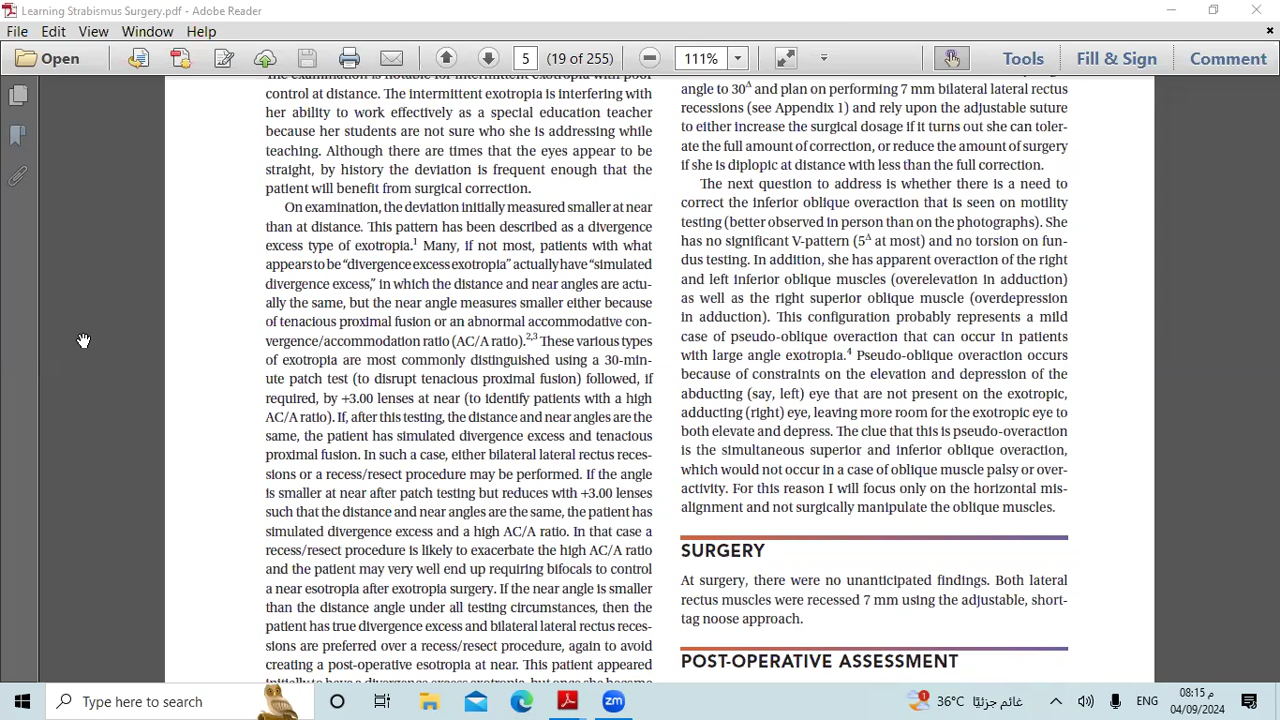 Learning Strabismus Surgery.pdf - Adobe Reader
File Edit View Window Help
Open
5
(19 of 255)
111%
Tools
Fill & Sign
Comment
The examination is notable for intermittent exotropia with poor
control at distance. The intermittent exotropia is interfering with
her ability to work effectively as a special education teacher
because her students are not sure who she is addressing while
teaching. Although there are times that the eyes appear to be
straight, by history the deviation is frequent enough that the
patient will benefit from surgical correction.
On examination, the deviation initially measured smaller at near
than at distance. This pattern has been described as a divergence
excess type of exotropia.1 Many, if not most, patients with what
appears to be “divergence excess exotropia” actually have “simulated
divergence excess,” in which the distance and near angles are actu-
ally the same, but the near angle measures smaller either because
of tenacious proximal fusion or an abnormal accommodative con-
vergence/accommodation ratio (AC/A ratio).2,3 These various types
of exotropia are most commonly distinguished using a 30-min-
ute patch test (to disrupt tenacious proximal fusion) followed, if
required, by +3.00 lenses at near (to identify patients with a high
AC/A ratio). If, after this testing, the distance and near angles are the
same, the patient has simulated divergence excess and tenacious
proximal fusion. In such a case, either bilateral lateral rectus reces-
sions or a recess/resect procedure may be performed. If the angle
is smaller at near after patch testing but reduces with +3.00 lenses
such that the distance and near angles are the same, the patient has
simulated divergence excess and a high AC/A ratio. In that case a
recess/resect procedure is likely to exacerbate the high AC/A ratio
and the patient may very well end up requiring bifocals to control
a near esotropia after exotropia surgery. If the near angle is smaller
than the distance angle under all testing circumstances, then the
patient has true divergence excess and bilateral lateral rectus reces-
sions are preferred over a recess/resect procedure, again to avoid
creating a post-operative esotropia at near. This patient appeared
initially to have a divergence excess exotropia, but once she became
angle to 30Δ and plan on performing 7 mm bilateral lateral rectus
recessions (see Appendix 1) and rely upon the adjustable suture
to either increase the surgical dosage if it turns out she can toler-
ate the full amount of correction, or reduce the amount of surgery
if she is diplopic at distance with less than the full correction.
The next question to address is whether there is a need to
correct the inferior oblique overaction that is seen on motility
testing (better observed in person than on the photographs). She
has no significant V-pattern (5Δ at most) and no torsion on fun-
dus testing. In addition, she has apparent overaction of the right
and left inferior oblique muscles (overelevation in adduction)
as well as the right superior oblique muscle (overdepression
in adduction). This configuration probably represents a mild
case of pseudo-oblique overaction that can occur in patients
with large angle exotropia.4 Pseudo-oblique overaction occurs
because of constraints on the elevation and depression of the
abducting (say, left) eye that are not present on the exotropic,
adducting (right) eye, leaving more room for the exotropic eye to
both elevate and depress. The clue that this is pseudo-overaction
is the simultaneous superior and inferior oblique overaction,
which would not occur in a case of oblique muscle palsy or over-
activity. For this reason I will focus only on the horizontal mis-
alignment and not surgically manipulate the oblique muscles.
SURGERY
At surgery, there were no unanticipated findings. Both lateral
rectus muscles were recessed 7 mm using the adjustable, short-
tag noose approach.
POST-OPERATIVE ASSESSMENT
Type here to search
zm
1
36°C
غائم جزئيًا
ENG
08:15 م
04/09/2024